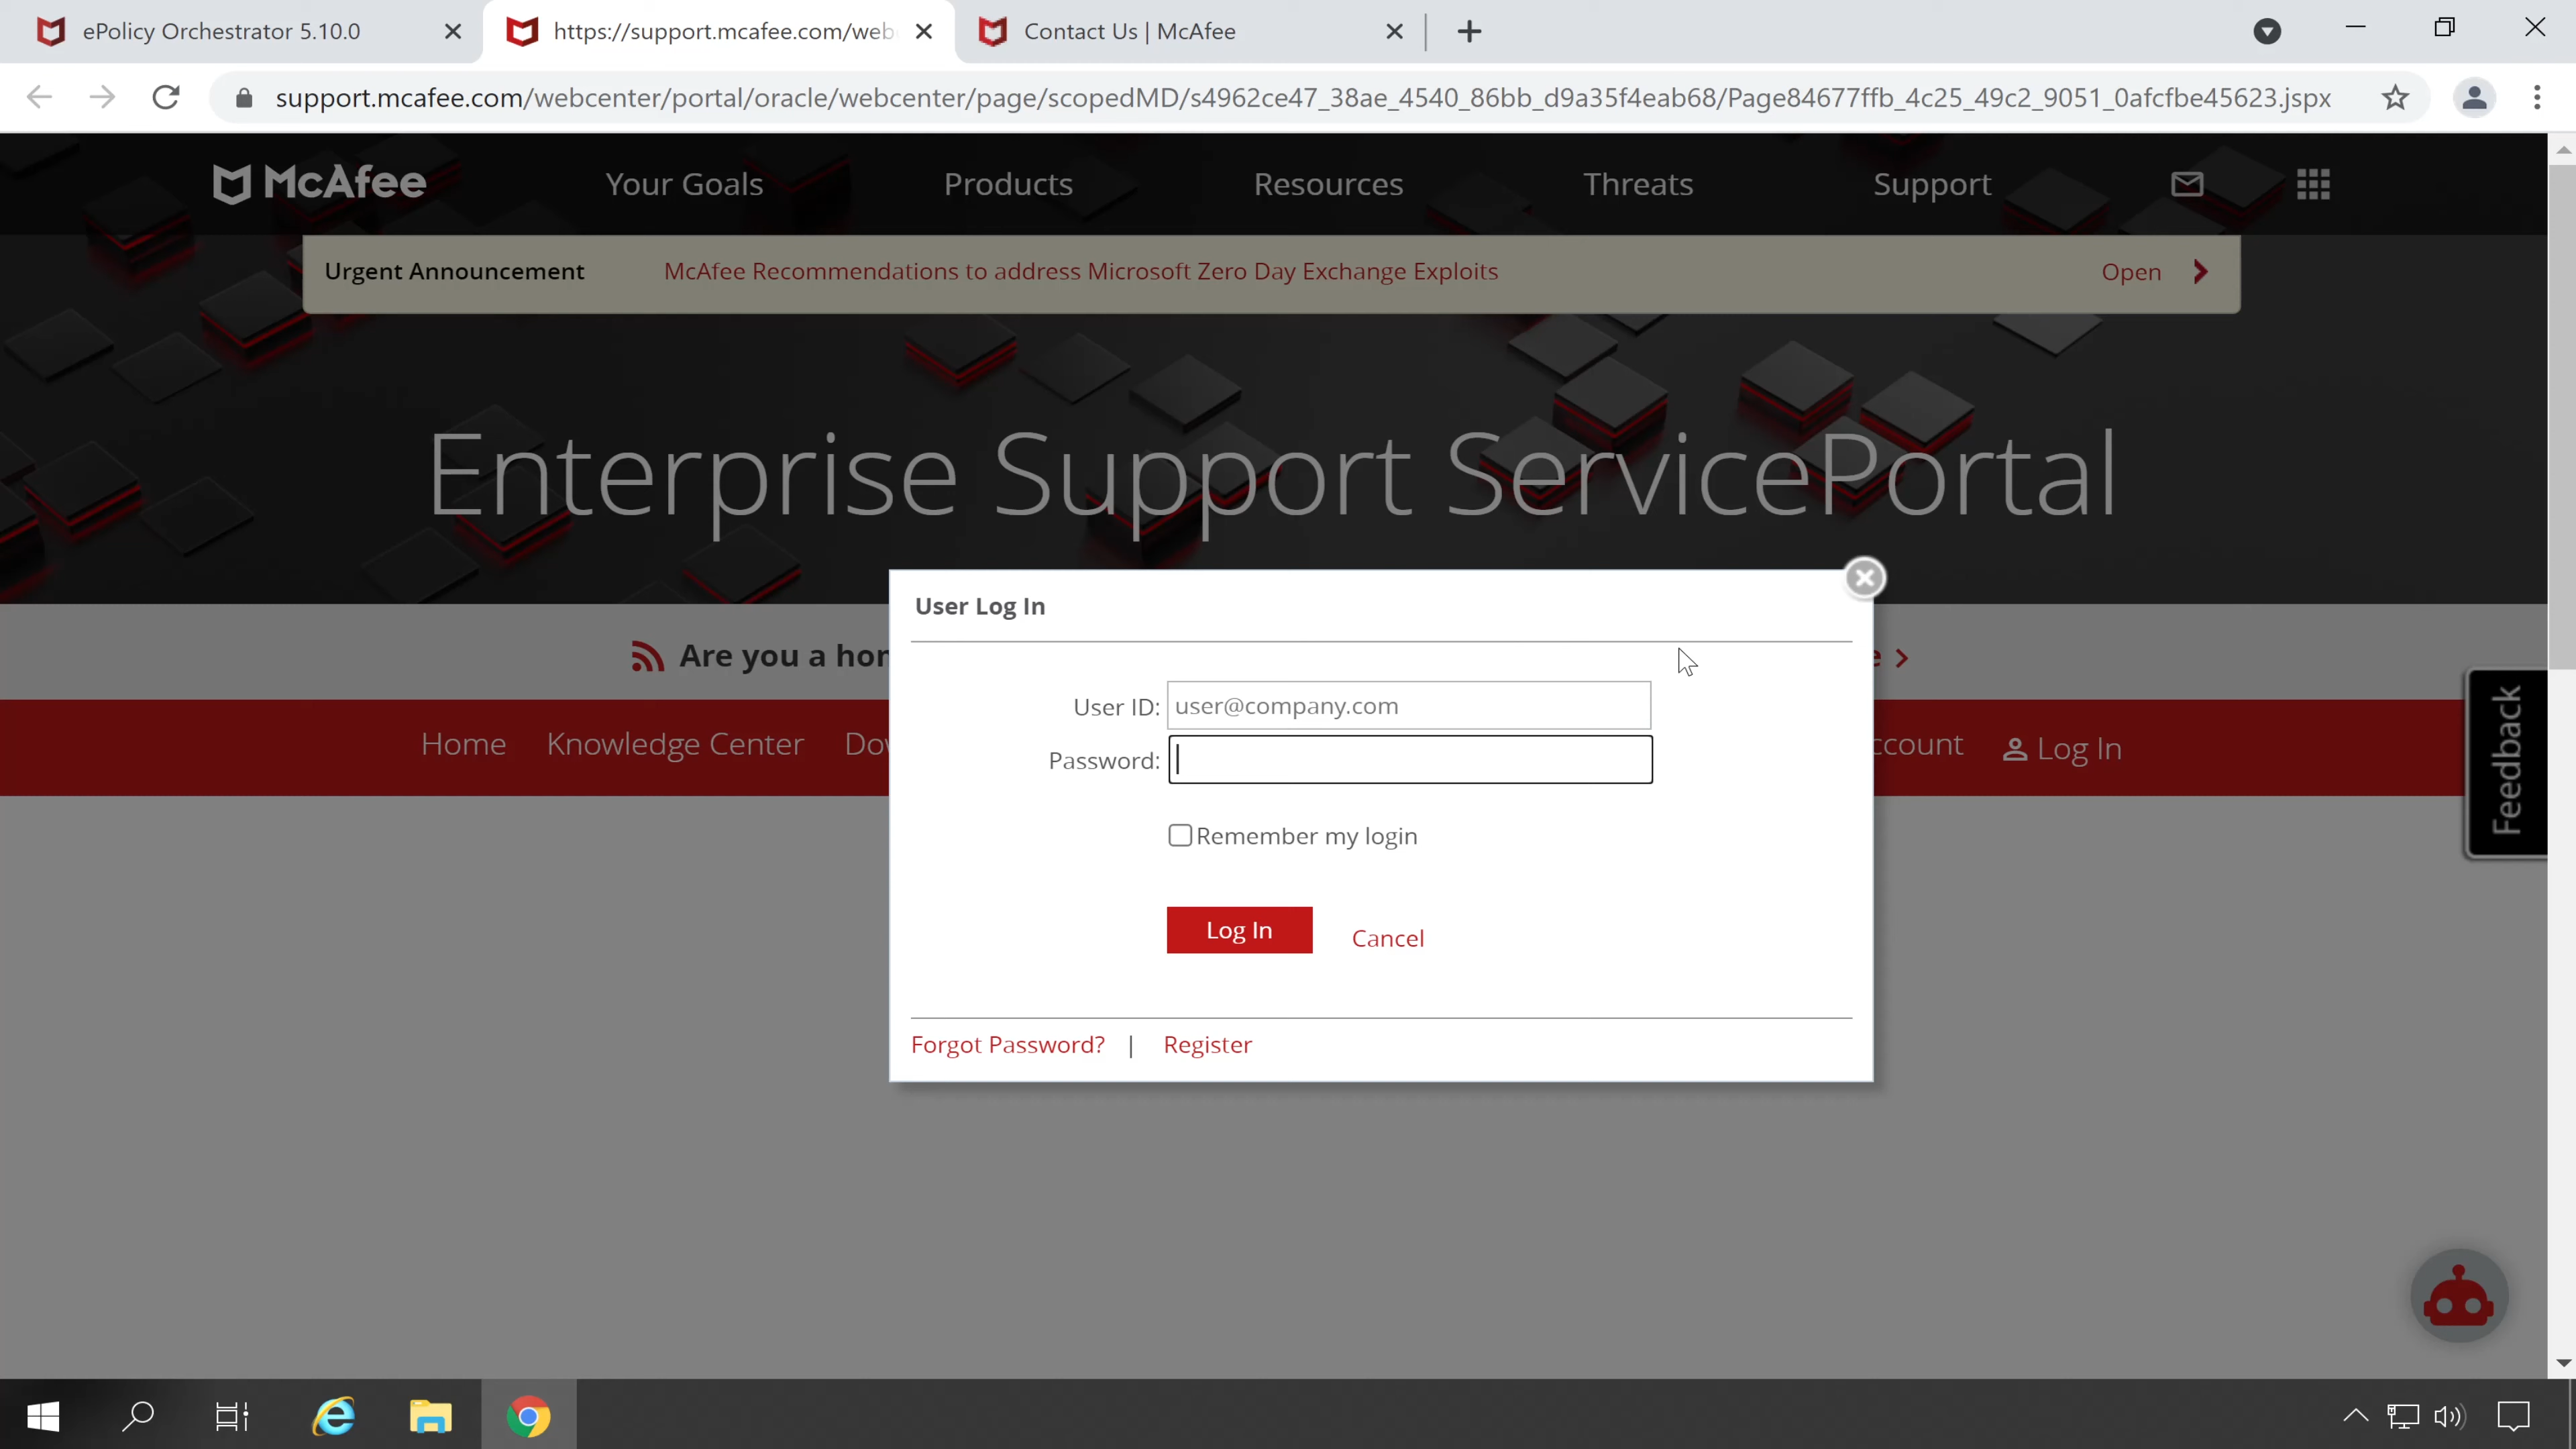 ePolicy Orchestrator 5.10.0
https://support.mcafee.com/web
Contact Us | McAfee
support.mcafee.com/webcenter/portal/oracle/webcenter/page/scopedMD/s4962ce47_38ae_4540_86bb_d9a35f4eab68/Page84677ffb_4c25_49c2_9051_0afcfbe45623.jspx
McAfee Your Goals Products Resources Threats Support
Urgent Announcement McAfee Recommendations to address Microsoft Zero Day Exchange Exploits Open
Enterprise Support ServicePortal
User Log In
Are you a hon
User ID: user@company.com
Home Knowledge Center Dow ccount Log In
Password:
Remember my login
Log In Cancel
Forgot Password? | Register
Feedback